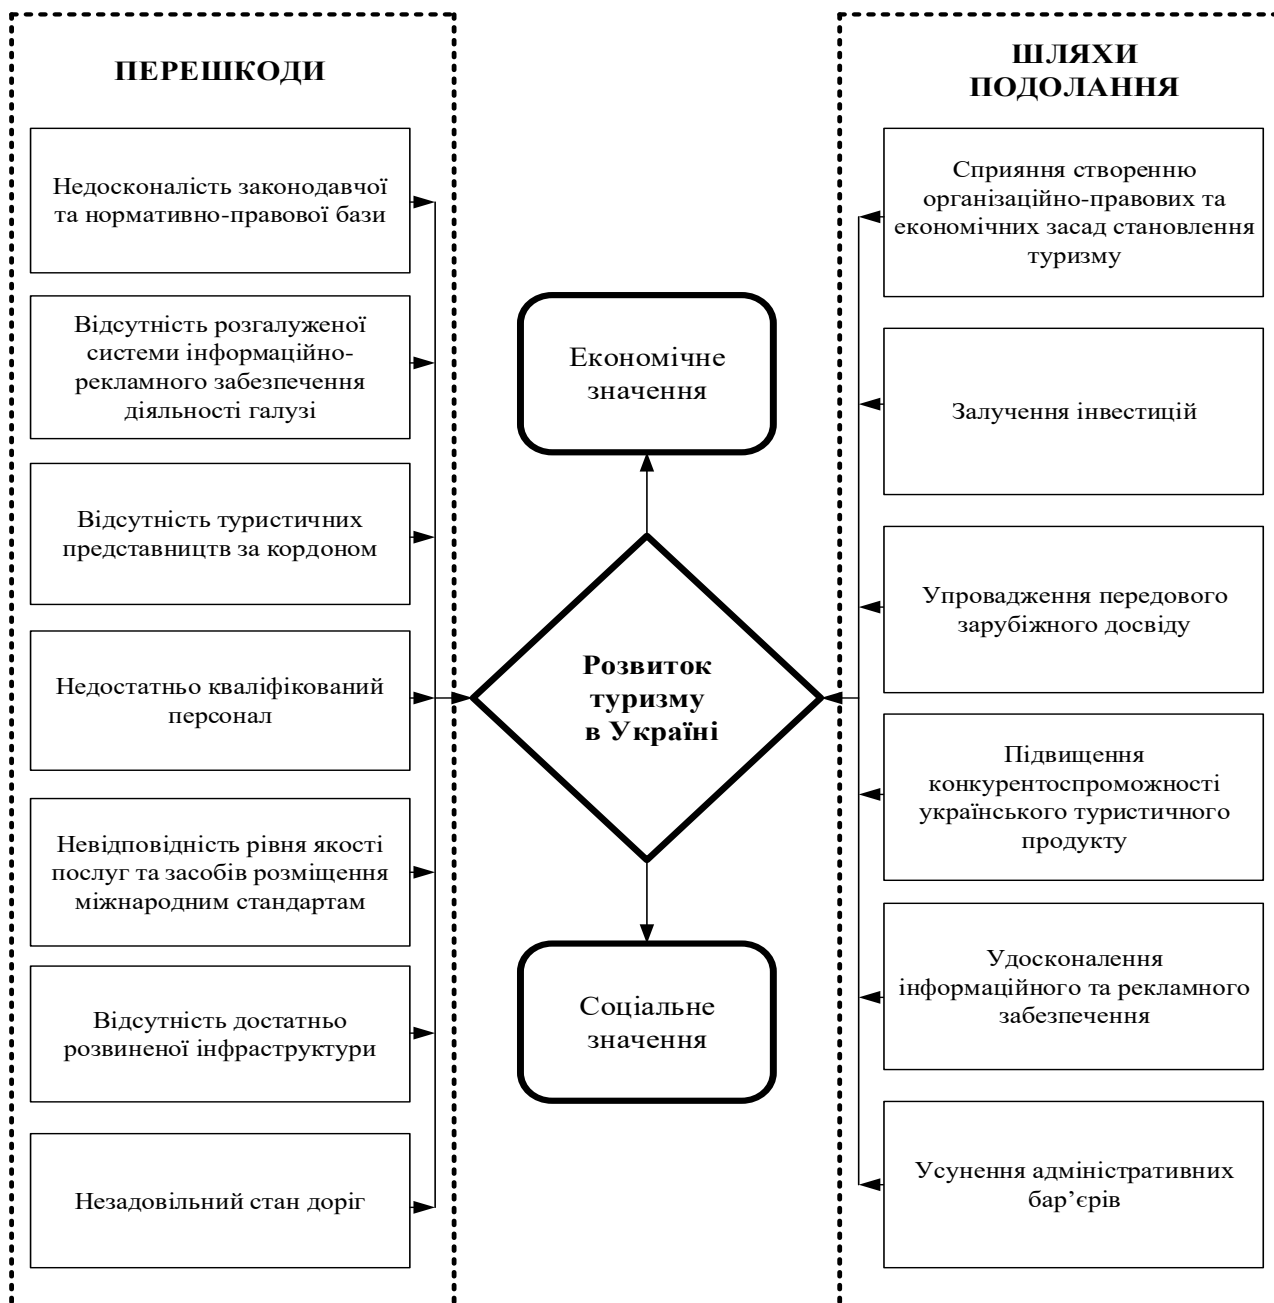 ПЕРЕШКОДИ
Недосконалість законодавчої
та нормативно-правової бази
Відсутність розгалуженої
системи інформаційно-
рекламного забезпечення
діяльності галузі
Відсутність туристичних
представництв за кордоном
Недостатньо кваліфікований
персонал
Невідповідність рівня якості
послуг та засобів розміщення
міжнародним стандартам
Відсутність достатньо
розвиненої інфраструктури
Незадовільний стан доріг
Економічне
значення
Розвиток
туризму
в Україні
Соціальне
значення
ШЛЯХИ
ПОДОЛАННЯ
Сприяння створенню
організаційно-правових та
економічних засад становлення
туризму
Залучення інвестицій
Упровадження передового
зарубіжного досвіду
Підвищення
конкурентоспроможності
українського туристичного
продукту
Удосконалення
інформаційного та рекламного
забезпечення
Усунення адміністративних
бар’єрів